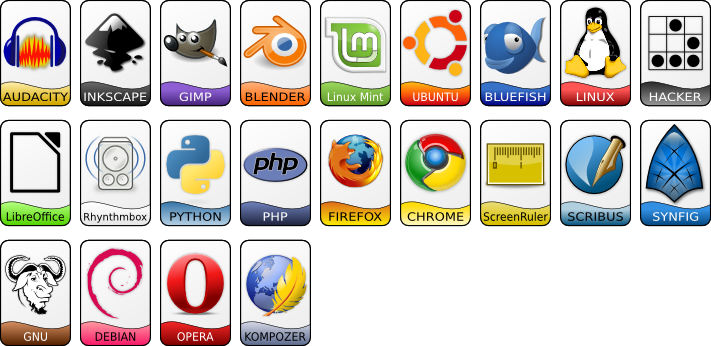 AUDACITY
INKSCAPE
GIMP
BLENDER
Linux Mint
UBUNTU
BLUEFISH
LINUX
HACKER
LibreOffice
Rhynthmbox
PYTHON
php
PHP
FIREFOX
CHROME
ScreenRuler
SCRIBUS
SYNFIG
GNU
DEBIAN
OPERA
KOMPOZER